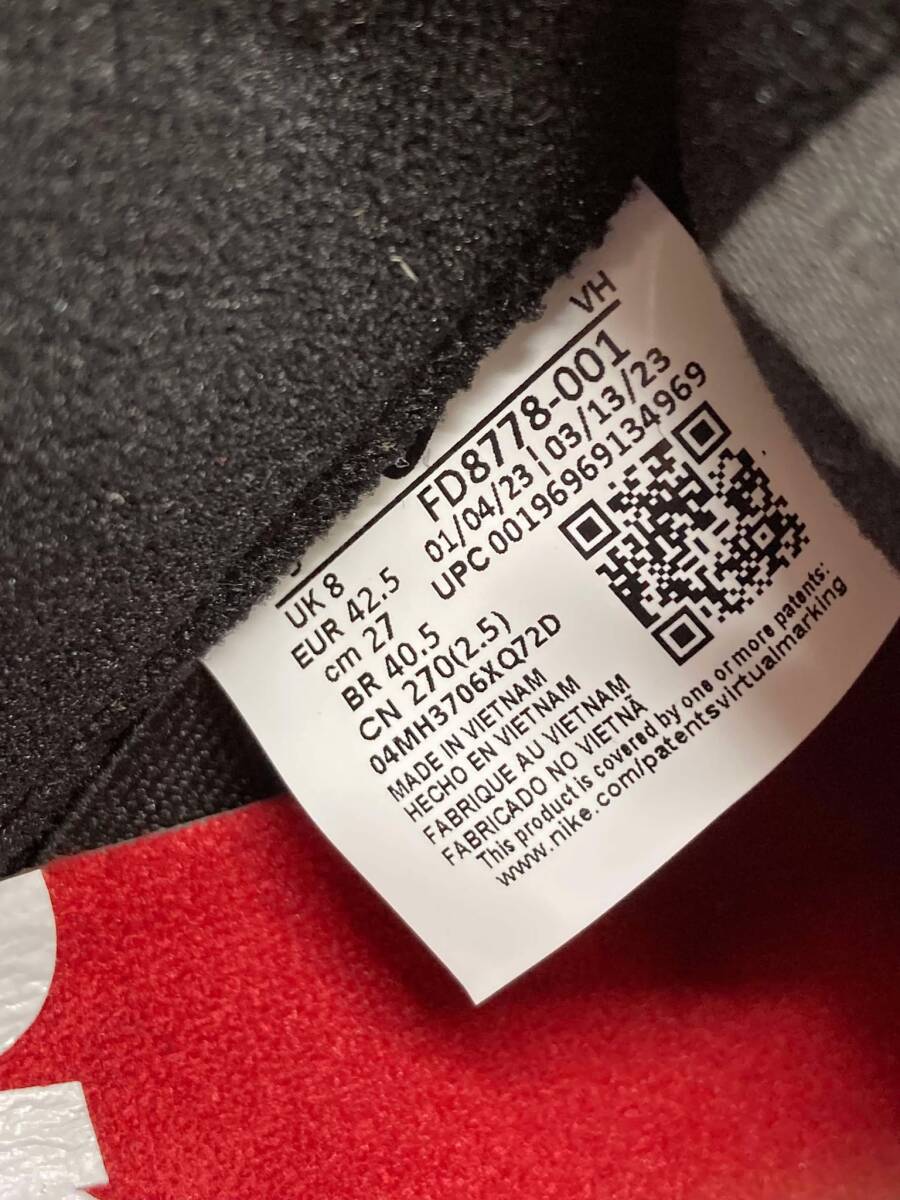 VH
FD8778-001
01/04/23 | 03/13/23
UPC 00196969134969
UK 8
EUR 42.5
cm 27
BR 40.5
CN 270(2.5)
04MH3706XQ72D
MADE IN VIETNAM
HECHO EN VIETNAM
FABRIQUE AU VIETNAM
FABRICADO NO VIETNÃ
This product is covered by one or more patents:
www.nike.com/patentsvirtualmarking